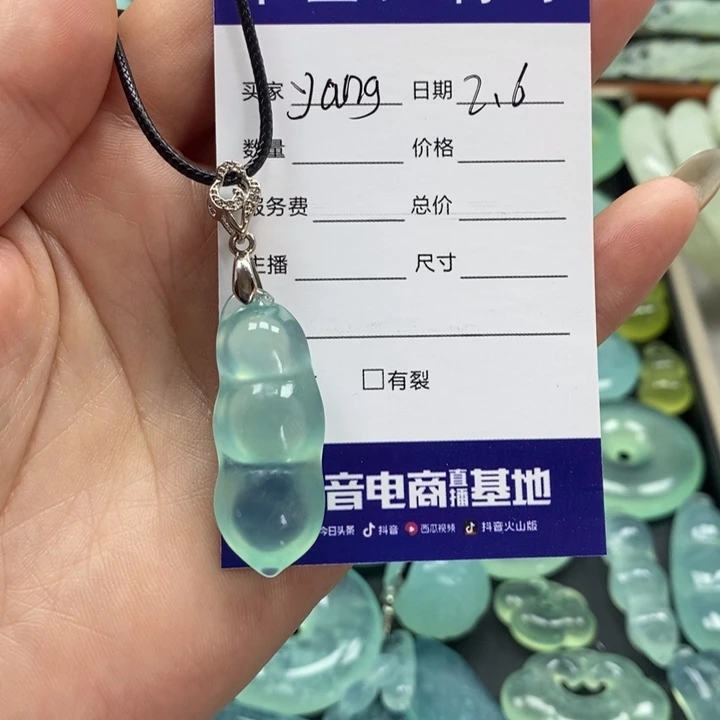 买家 yang 日期 2.6
数量 价格
服务费 总价
主播 尺寸
□有裂
音电商直播基地
今日头条 抖音 西瓜视频 抖音火山版